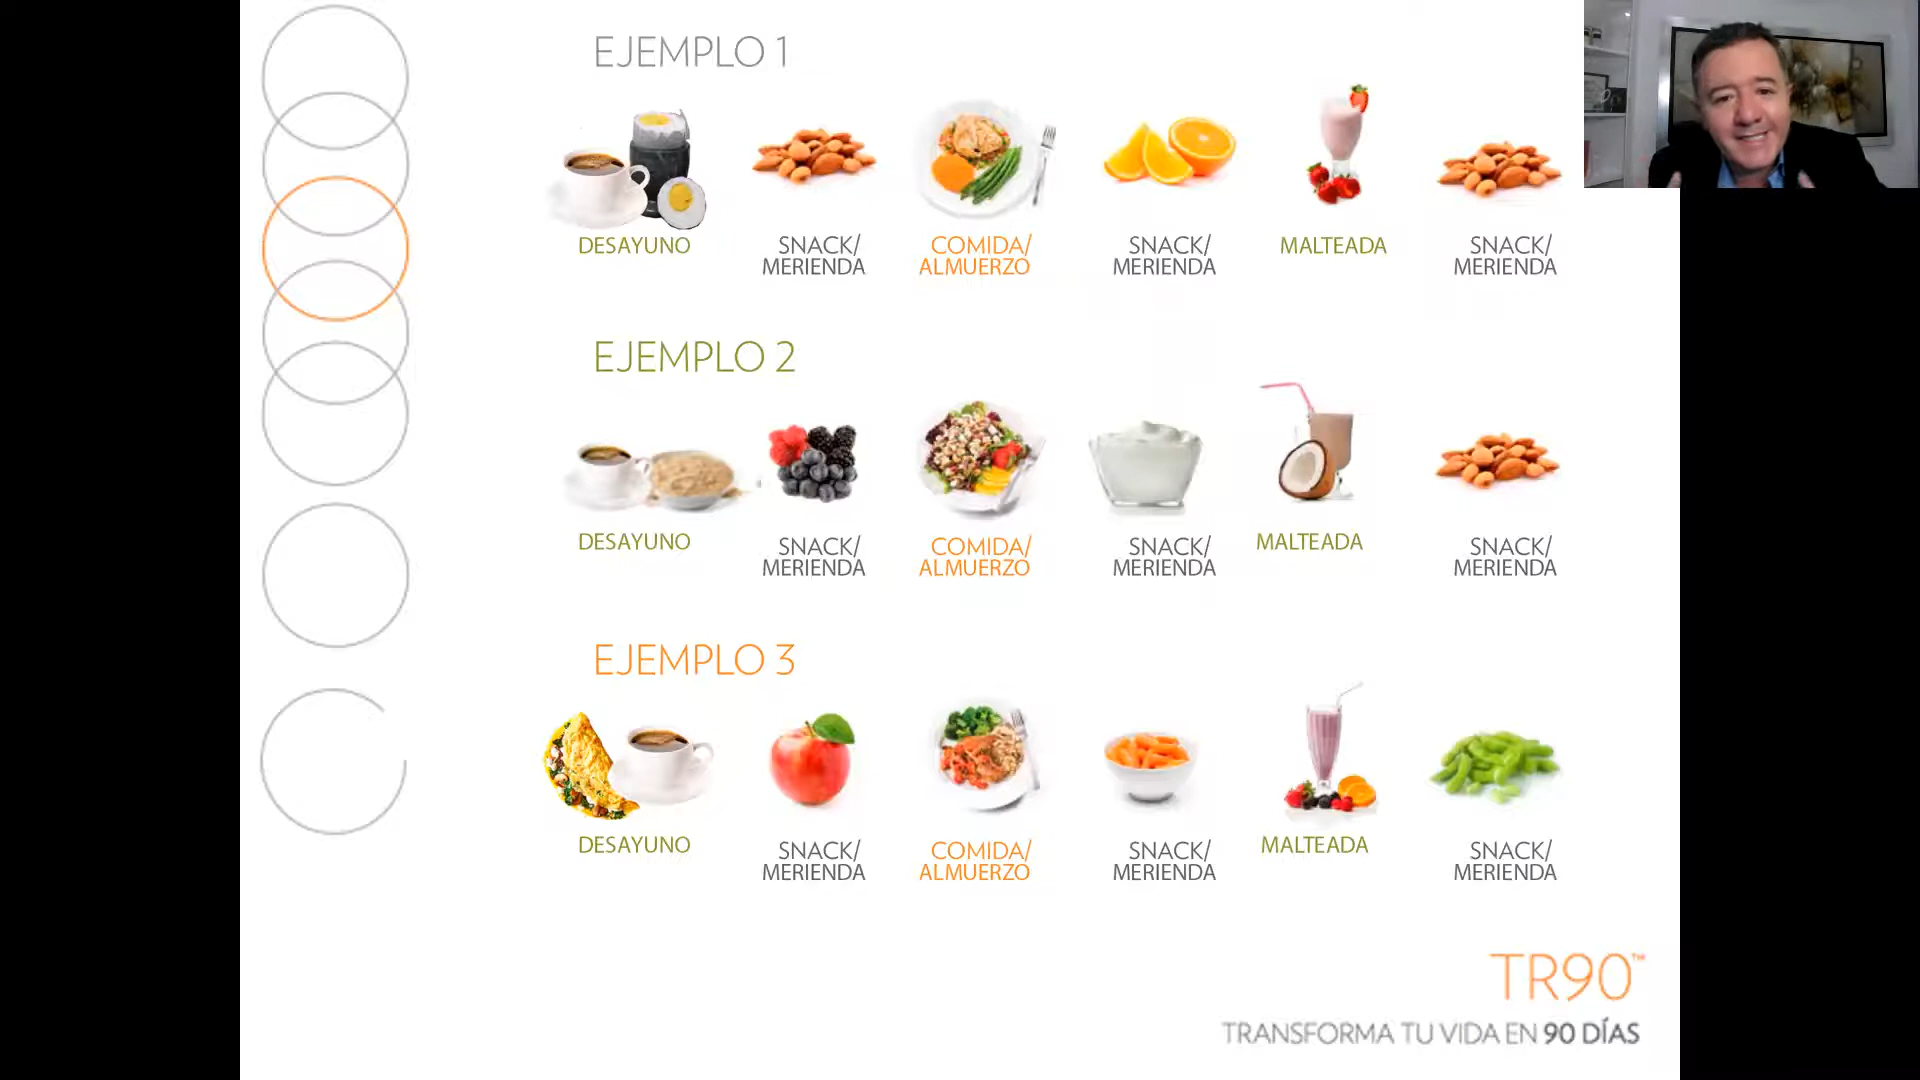 EJEMPLO 1
DESAYUNO
SNACK/
MERIENDA
COMIDA/
ALMUERZO
SNACK/
MERIENDA
MALTEADA
SNACK/
MERIENDA
EJEMPLO 2
DESAYUNO
SNACK/
MERIENDA
COMIDA/
ALMUERZO
SNACK/
MERIENDA
MALTEADA
SNACK/
MERIENDA
EJEMPLO 3
DESAYUNO
SNACK/
MERIENDA
COMIDA/
ALMUERZO
SNACK/
MERIENDA
MALTEADA
SNACK/
MERIENDA
TR90™
TRANSFORMA TU VIDA EN 90 DÍAS